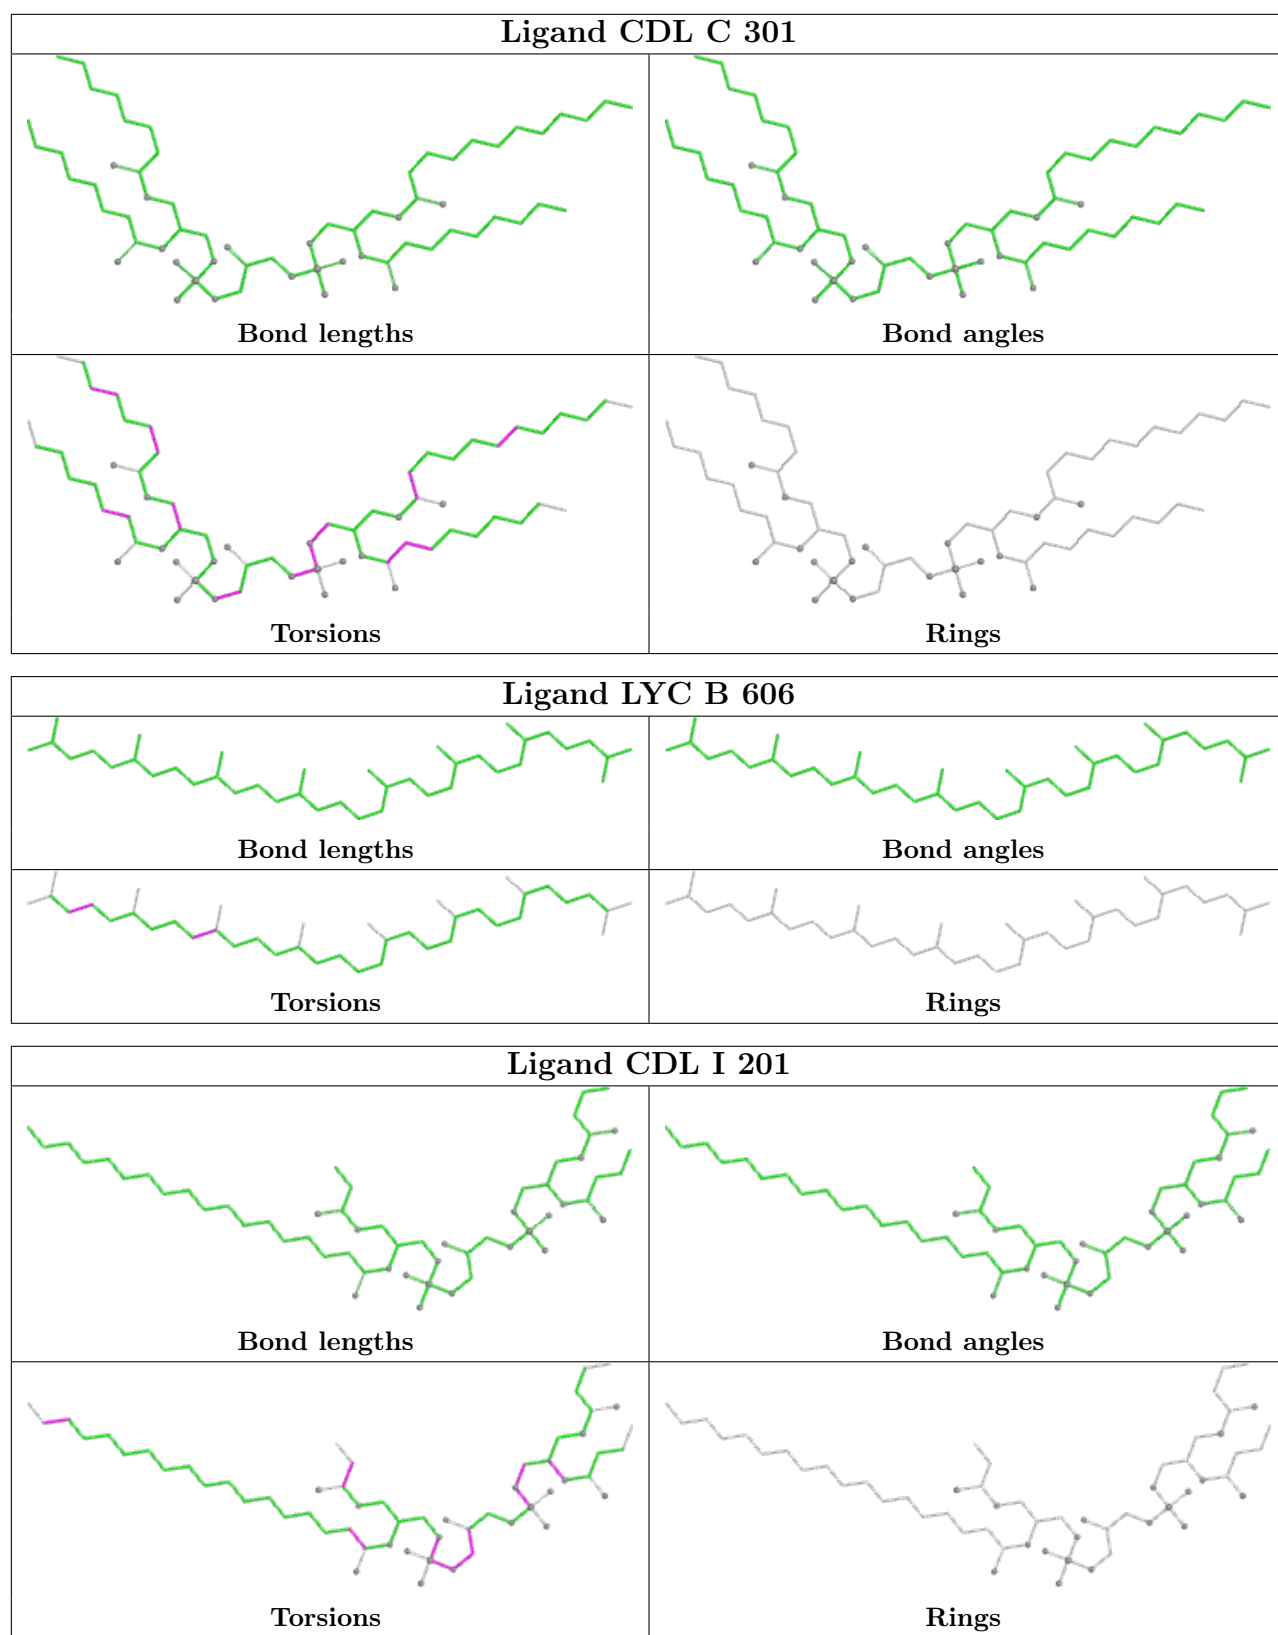 Ligand CDL C 301
Bond lengths
Bond angles
Torsions
Rings
Ligand LYC B 606
Bond lengths
Bond angles
Torsions
Rings
Ligand CDL I 201
Bond lengths
Bond angles
Torsions
Rings